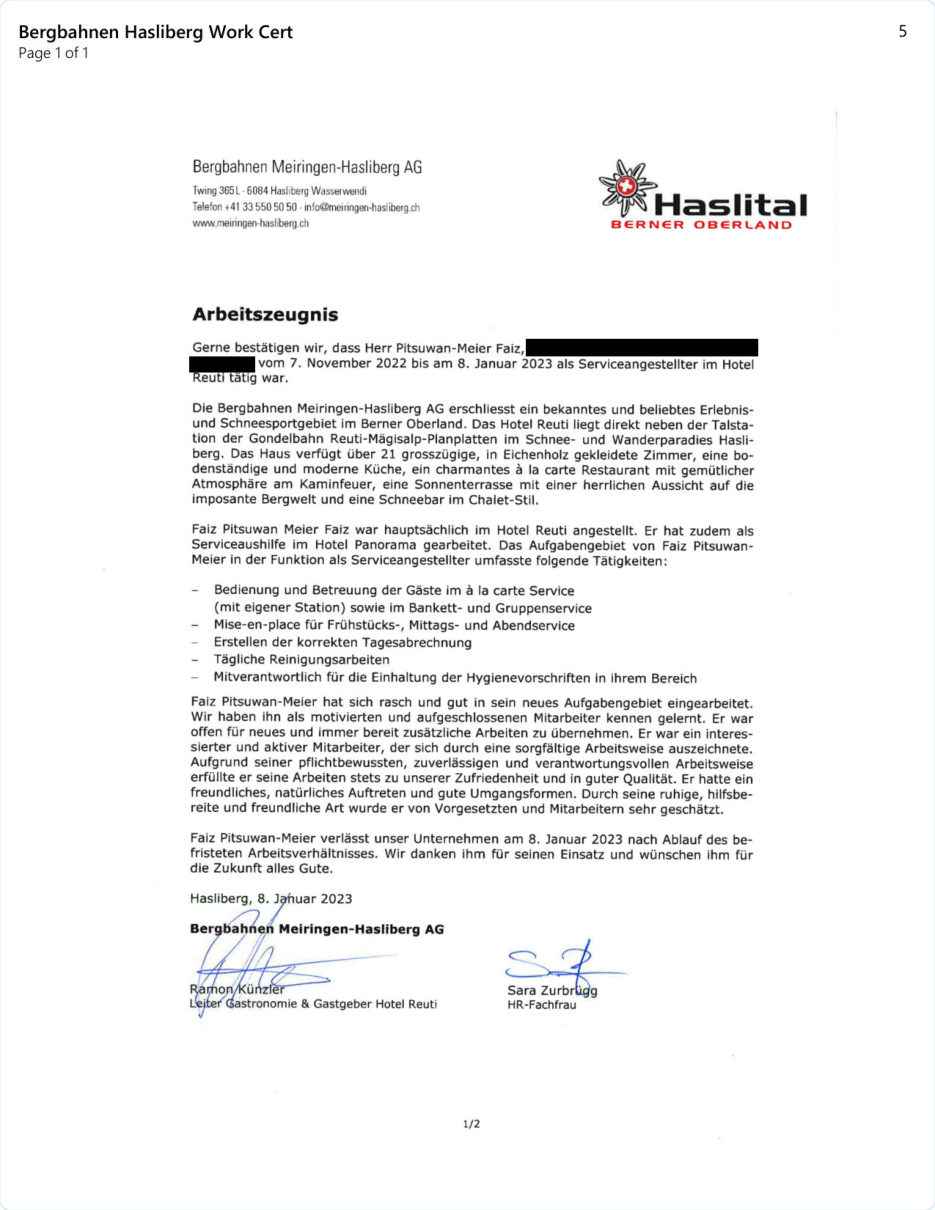 Bergbahnen Hasliberg Work Cert
5
Page 1 of 1
Bergbahnen Meiringen-Hasliberg AG
Twing 365 L · 6084 Hasliberg Wasserwendi
Telefon +41 33 550 50 50 · info@meiringen-hasliberg.ch
www.meiringen-hasliberg.ch
Haslital
BERNER OBERLAND
Arbeitszeugnis
Gerne bestätigen wir, dass Herr Pitsuwan-Meier Faiz,
vom 7. November 2022 bis am 8. Januar 2023 als Serviceangestellter im Hotel
Reuti tätig war.
Die Bergbahnen Meiringen-Hasliberg AG erschliesst ein bekanntes und beliebtes Erlebnis-
und Schneesportgebiet im Berner Oberland. Das Hotel Reuti liegt direkt neben der Talsta-
tion der Gondelbahn Reuti-Mägisalp-Planplatten im Schnee- und Wanderparadies Hasli-
berg. Das Haus verfügt über 21 grosszügige, in Eichenholz gekleidete Zimmer, eine bo-
denständige und moderne Küche, ein charmantes à la carte Restaurant mit gemütlicher
Atmosphäre am Kaminfeuer, eine Sonnenterrasse mit einer herrlichen Aussicht auf die
imposante Bergwelt und eine Schneebar im Chalet-Stil.
Faiz Pitsuwan Meier Faiz war hauptsächlich im Hotel Reuti angestellt. Er hat zudem als
Serviceaushilfe im Hotel Panorama gearbeitet. Das Aufgabengebiet von Faiz Pitsuwan-
Meier in der Funktion als Serviceangestellter umfasste folgende Tätigkeiten:
– Bedienung und Betreuung der Gäste im à la carte Service
(mit eigener Station) sowie im Bankett- und Gruppenservice
– Mise-en-place für Frühstücks-, Mittags- und Abendservice
– Erstellen der korrekten Tagesabrechnung
– Tägliche Reinigungsarbeiten
– Mitverantwortlich für die Einhaltung der Hygienevorschriften in ihrem Bereich
Faiz Pitsuwan-Meier hat sich rasch und gut in sein neues Aufgabengebiet eingearbeitet.
Wir haben ihn als motivierten und aufgeschlossenen Mitarbeiter kennen gelernt. Er war
offen für neues und immer bereit zusätzliche Arbeiten zu übernehmen. Er war ein interes-
sierter und aktiver Mitarbeiter, der sich durch eine sorgfältige Arbeitsweise auszeichnete.
Aufgrund seiner pflichtbewussten, zuverlässigen und verantwortungsvollen Arbeitsweise
erfüllte er seine Arbeiten stets zu unserer Zufriedenheit und in guter Qualität. Er hatte ein
freundliches, natürliches Auftreten und gute Umgangsformen. Durch seine ruhige, hilfsbe-
reite und freundliche Art wurde er von Vorgesetzten und Mitarbeitern sehr geschätzt.
Faiz Pitsuwan-Meier verlässt unser Unternehmen am 8. Januar 2023 nach Ablauf des be-
fristeten Arbeitsverhältnisses. Wir danken ihm für seinen Einsatz und wünschen ihm für
die Zukunft alles Gute.
Hasliberg, 8. Januar 2023
Bergbahnen Meiringen-Hasliberg AG
Ramon Künzler
Leiter Gastronomie & Gastgeber Hotel Reuti
Sara Zurbrügg
HR-Fachfrau
1/2